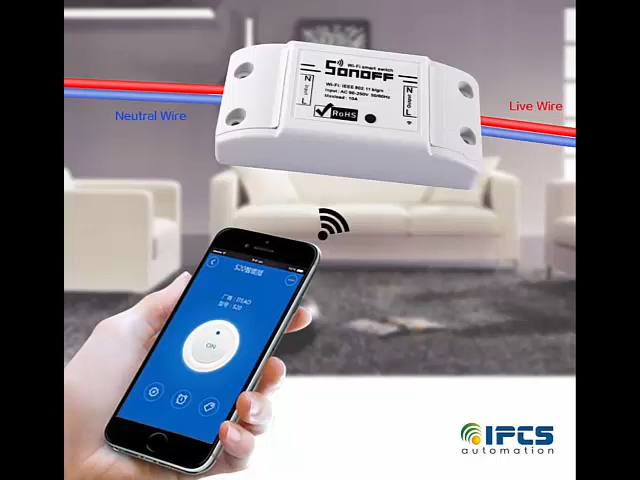 Wi-Fi smart switch
SONOFF
Wi-Fi: IEEE 802.11 b/g/n
Input: AC 90-250V 50/60Hz
Maxload: 10A
RoHS
N
Input
L
N
Output
L
Live Wire
Neutral Wire
ON
IPCS
automation